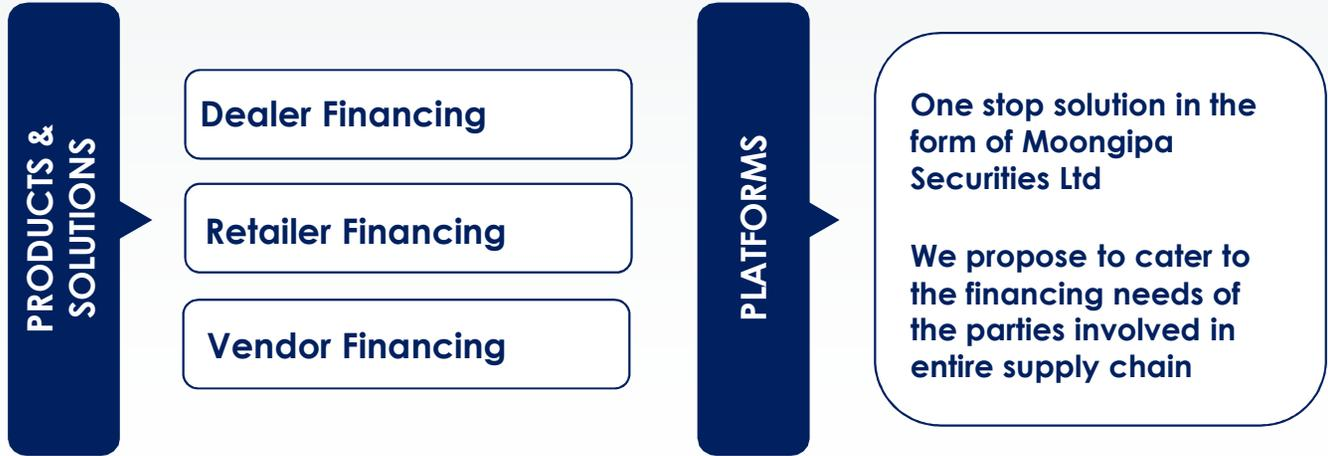 PRODUCTS &
SOLUTIONS
Dealer Financing
Retailer Financing
Vendor Financing
PLATFORMS
One stop solution in the
form of Moongipa
Securities Ltd
We propose to cater to
the financing needs of
the parties involved in
entire supply chain